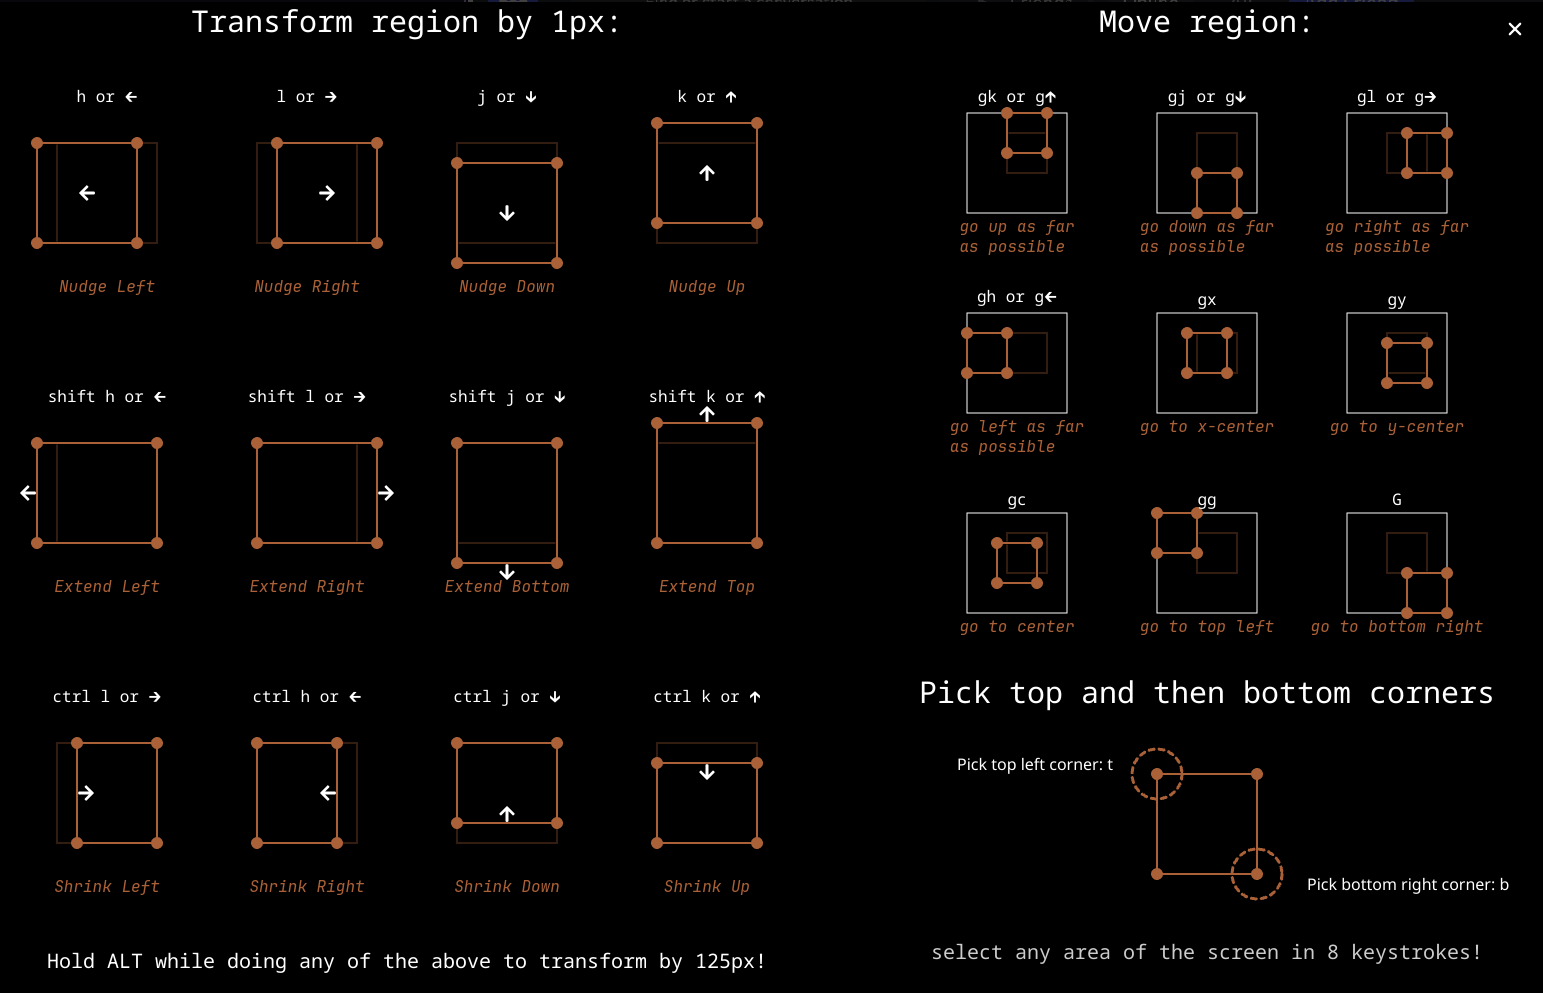 Transform region by 1px:
h or ←
l or →
j or ↓
k or ↑
Nudge Left
Nudge Right
Nudge Down
Nudge Up
shift h or ←
shift l or →
shift j or ↓
shift k or ↑
Extend Left
Extend Right
Extend Bottom
Extend Top
ctrl l or →
ctrl h or ←
ctrl j or ↓
ctrl k or ↑
Shrink Left
Shrink Right
Shrink Down
Shrink Up
Hold ALT while doing any of the above to transform by 125px!
Move region:
gk or g↑
gj or g↓
gl or g→
go up as far
as possible
go down as far
as possible
go right as far
as possible
gh or g←
gx
gy
go left as far
as possible
go to x-center
go to y-center
gc
gg
G
go to center
go to top left
go to bottom right
Pick top and then bottom corners
Pick top left corner: t
Pick bottom right corner: b
select any area of the screen in 8 keystrokes!